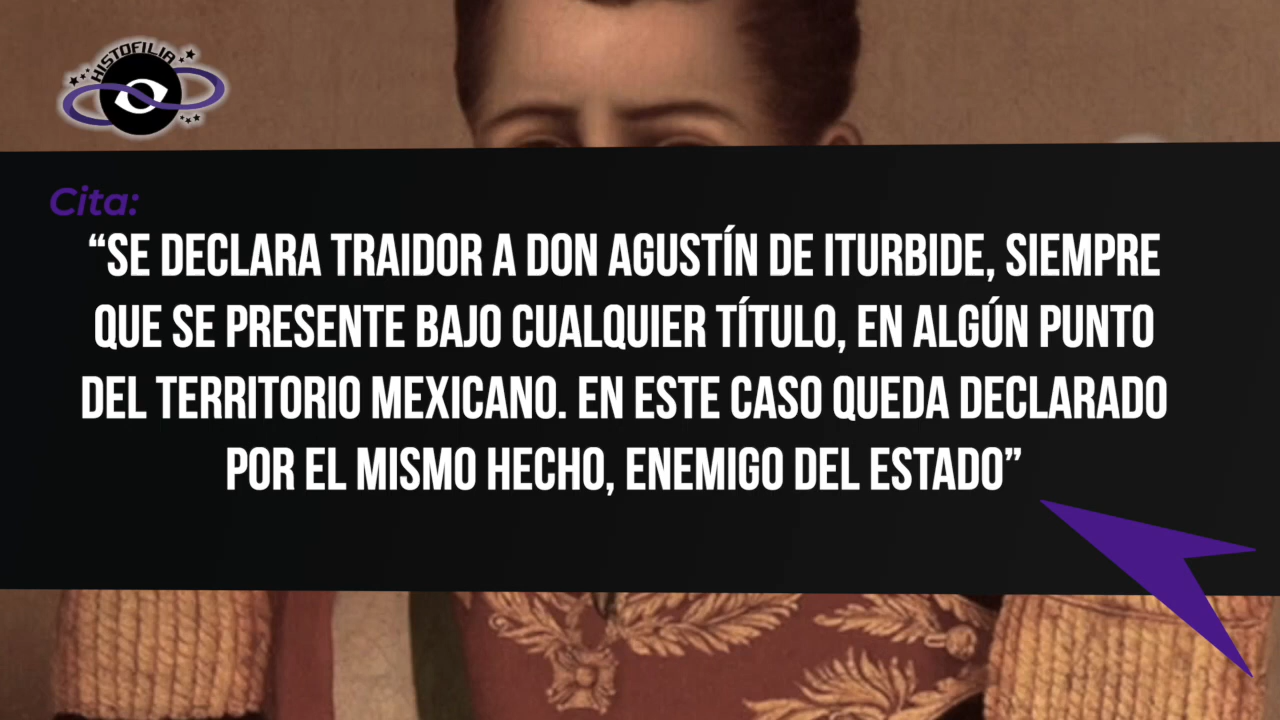 HISTOFILIA
Cita:
“SE DECLARA TRAIDOR A DON AGUSTÍN DE ITURBIDE, SIEMPRE
QUE SE PRESENTE BAJO CUALQUIER TÍTULO, EN ALGÚN PUNTO
DEL TERRITORIO MEXICANO. EN ESTE CASO QUEDA DECLARADO
POR EL MISMO HECHO, ENEMIGO DEL ESTADO”